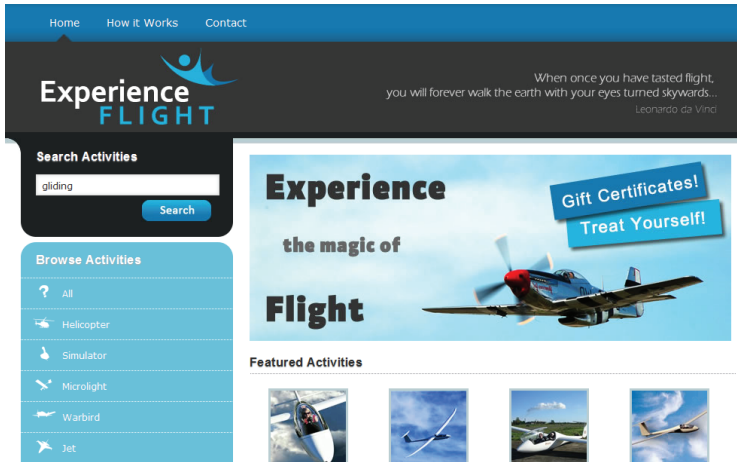 Home How it Works Contact
Experience
FLIGHT
When once you have tasted flight,
you will forever walk the earth with your eyes turned skywards...
Leonardo da Vinci
Search Activities
gliding
Search
Browse Activities
? All
Helicopter
Simulator
Microlight
Warbird
Jet
Experience
the magic of
Flight
Gift Certificates!
Treat Yourself!
Featured Activities